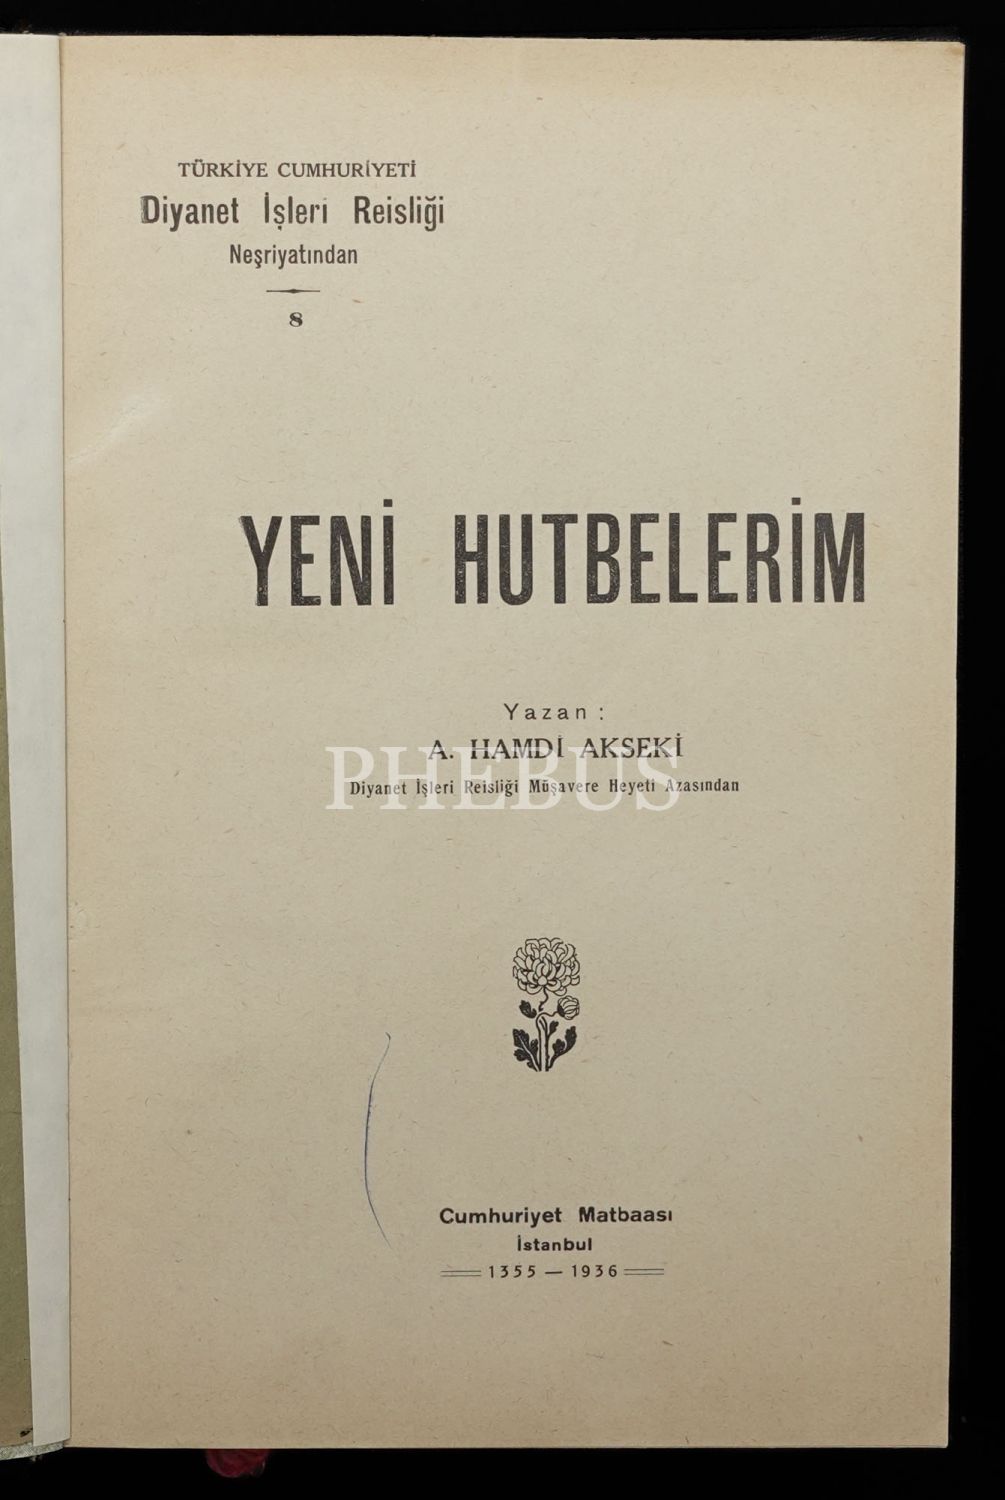 TÜRKİYE CUMHURİYETİ
Diyanet İşleri Reisliği
Neşriyatından
8
YENİ HUTBELERİM
Yazan :
A. HAMDİ AKSEKİ
PHEBUS
Diyanet İşleri Reisliği Müşavere Heyeti Azasından
Cumhuriyet Matbaası
İstanbul
1355 — 1936